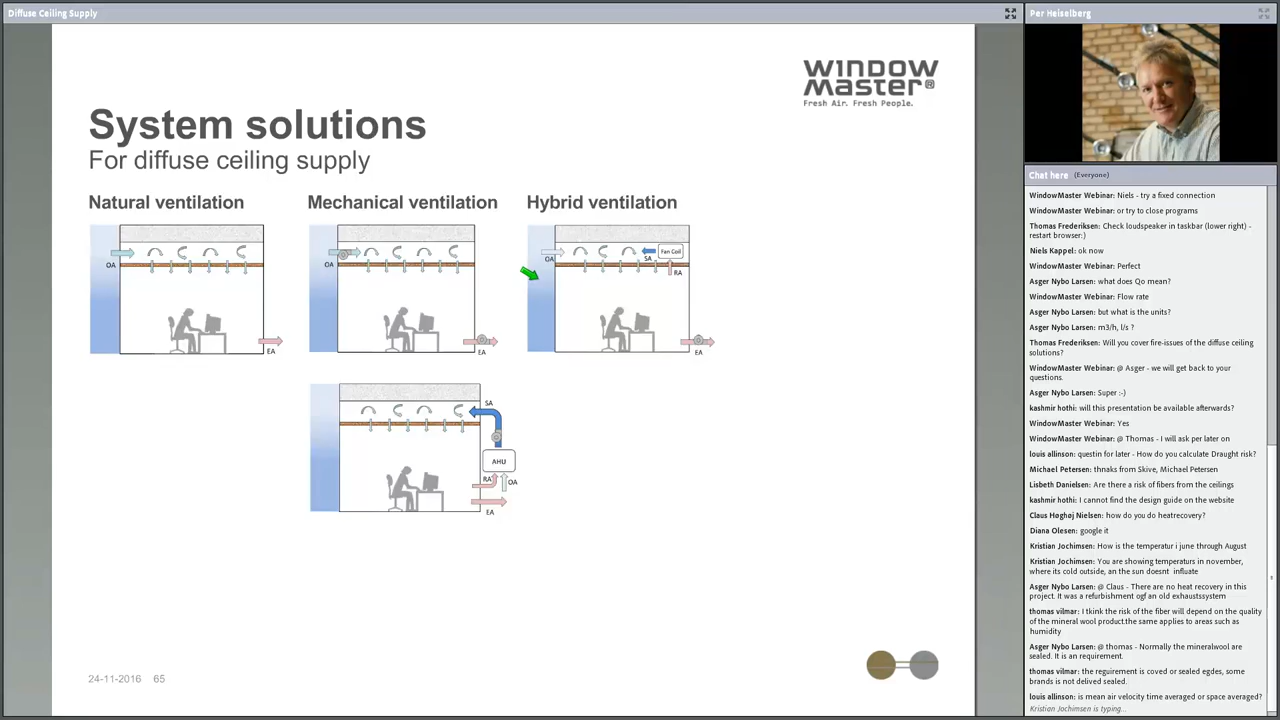 Diffuse Ceiling Supply
WINDOW
MASTER®
Fresh Air. Fresh People.
System solutions
For diffuse ceiling supply
Natural ventilation
OA
EA
Mechanical ventilation
OA
EA
Hybrid ventilation
OA
SA
Fan Coil
RA
EA
SA
AHU
RA
OA
EA
24-11-2016 65
Per Heiselberg
Chat here (Everyone)
WindowMaster Webinar: Niels - try a fixed connection
WindowMaster Webinar: or try to close programs
Thomas Frederiksen: Check loudspeaker in taskbar (lower right) -
restart browser:)
Niels Kappel: ok now
WindowMaster Webinar: Perfect
Asger Nybo Larsen: what does Qo mean?
WindowMaster Webinar: Flow rate
Asger Nybo Larsen: but what is the units?
Asger Nybo Larsen: m3/h, l/s ?
Thomas Frederiksen: Will you cover fire-issues of the diffuse ceiling
solutions?
WindowMaster Webinar: @ Asger - we will get back to your
questions.
Asger Nybo Larsen: Super :-)
kashmir hothi: will this presentation be available afterwards?
WindowMaster Webinar: Yes
WindowMaster Webinar: @ Thomas - I will ask per later on
louis allinson: questin for later - How do you calculate Draught risk?
Michael Petersen: thnaks from Skive, Michael Petersen
Lisbeth Danielsen: Are there a risk of fibers from the ceilings
kashmir hothi: I cannot find the design guide on the website
Claus Høghøj Nielsen: how do you do heatrecovery?
Diana Olesen: google it
Kristian Jochimsen: How is the temperatur i june through August
Kristian Jochimsen: You are showing temperaturs in november,
where its cold outside, an the sun doesnt influate
Asger Nybo Larsen: @ Claus - There are no heat recovery in this
project. It was a refurbishment ogf an old exhaustssystem
thomas vilmar: I tkink the risk of the fiber will depend on the quality
of the mineral wool product.the same applies to areas such as
humidity
Asger Nybo Larsen: @ thomas - Normally the mineralwool are
sealed. It is an requirement.
thomas vilmar: the reguirement is coved or sealed egdes, some
brands is not delived sealed.
louis allinson: is mean air velocity time averaged or space averaged?
Kristian Jochimsen is typing...